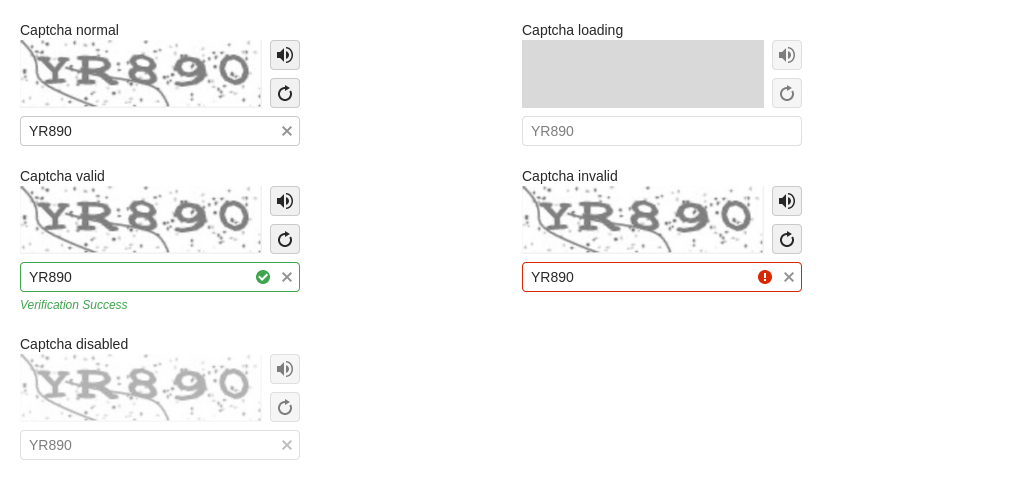 Captcha normal
YR890
YR890
Captcha loading
YR890
Captcha valid
YR890
YR890
Verification Success
Captcha invalid
YR890
YR890
Captcha disabled
YR890
YR890